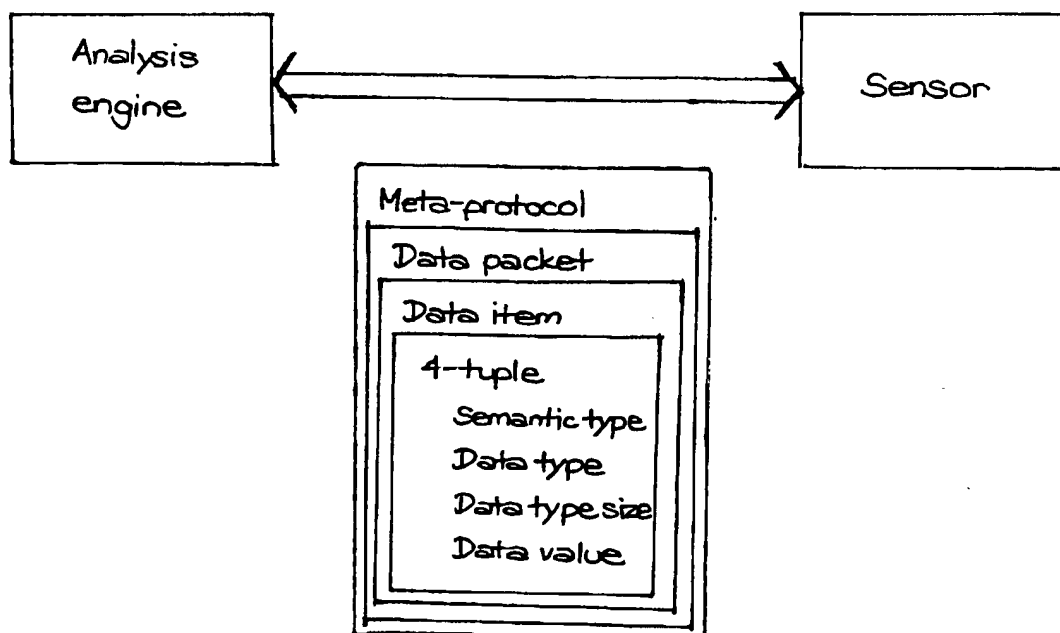 Analysis
engine
Sensor
Meta-protocol
Data packet
Data item
4-tuple
Semantic type
Data type
Data type size
Data value